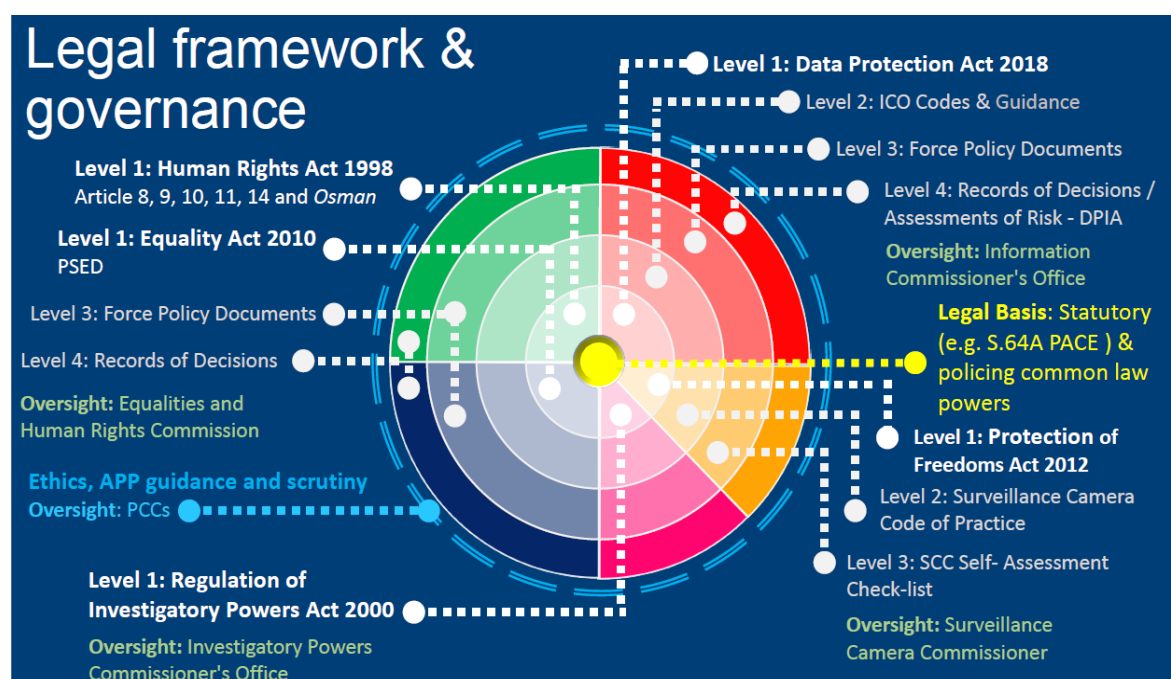 Legal framework &
governance
Level 1: Human Rights Act 1998
Article 8, 9, 10, 11, 14 and Osman
Level 1: Equality Act 2010
PSED
Level 3: Force Policy Documents
Level 4: Records of Decisions
Oversight: Equalities and
Human Rights Commission
Ethics, APP guidance and scrutiny
Oversight: PCCs
Level 1: Regulation of
Investigatory Powers Act 2000
Oversight: Investigatory Powers
Commissioner's Office
Level 1: Data Protection Act 2018
Level 2: ICO Codes & Guidance
Level 3: Force Policy Documents
Level 4: Records of Decisions /
Assessments of Risk - DPIA
Oversight: Information
Commissioner's Office
Legal Basis: Statutory
(e.g. S.64A PACE ) &
policing common law
powers
Level 1: Protection of
Freedoms Act 2012
Level 2: Surveillance Camera
Code of Practice
Level 3: SCC Self- Assessment
Check-list
Oversight: Surveillance
Camera Commissioner